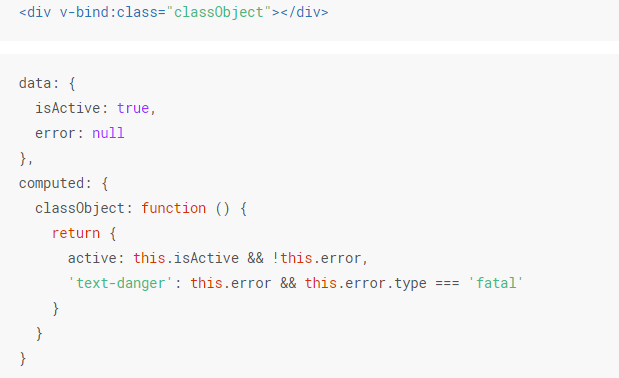 <div v-bind:class="classObject"></div>
data: {
  isActive: true,
  error: null
},
computed: {
  classObject: function () {
    return {
      active: this.isActive && !this.error,
      'text-danger': this.error && this.error.type === 'fatal'
    }
  }
}